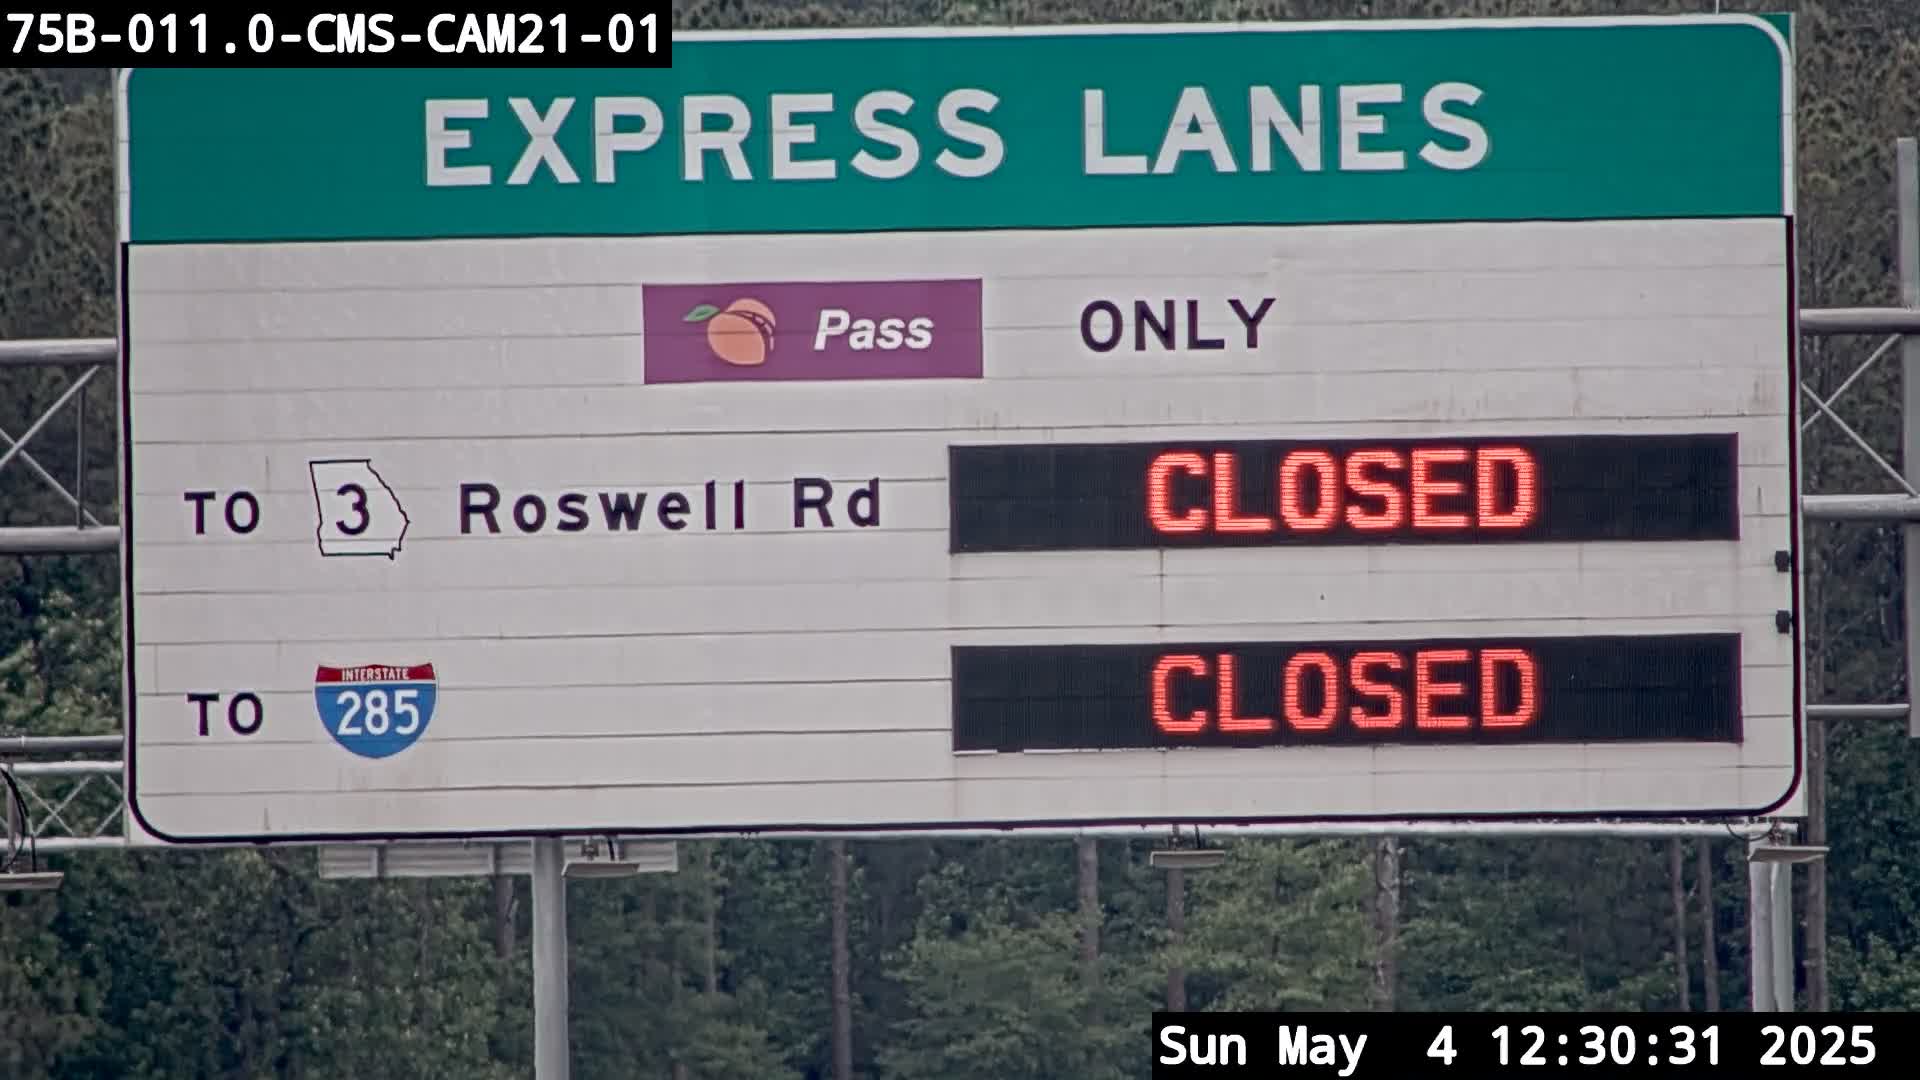 75B-011.0-CMS-CAM21-01
EXPRESS LANES
Pass ONLY
TO 3 Roswell Rd CLOSED
INTERSTATE
TO 285 CLOSED
Sun May 4 12:30:31 2025